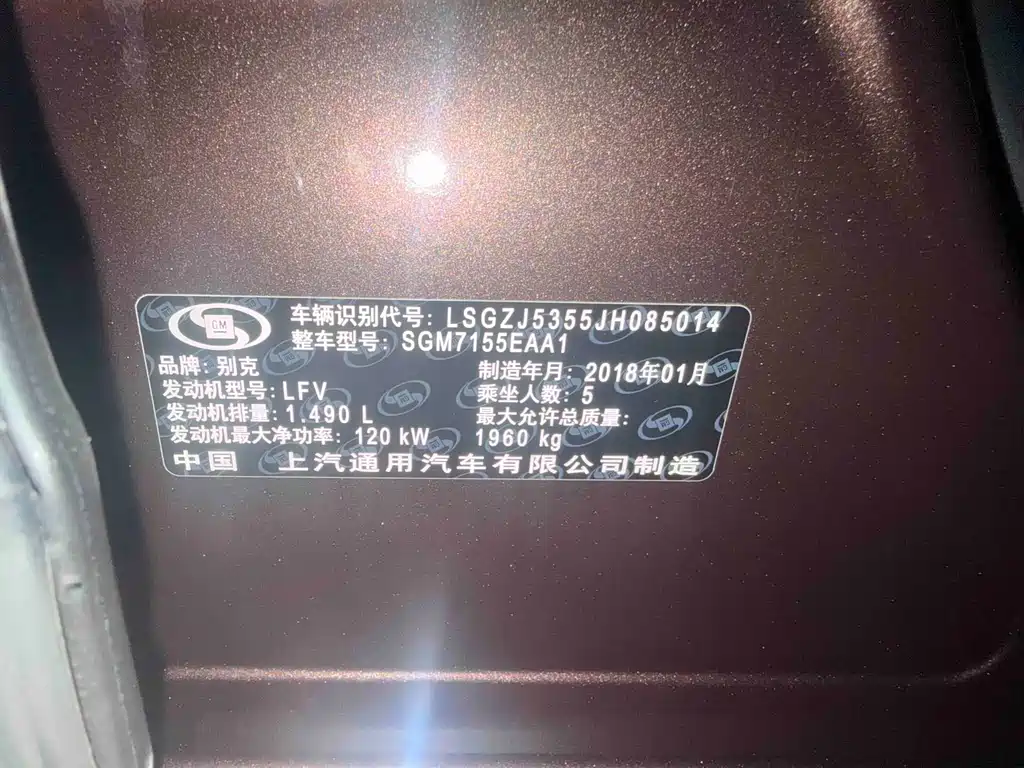 GM
车辆识别代号: LSGZJ5355JH085014
整车型号: SGM7155EAA1
品牌: 别克
制造年月: 2018年01月
发动机型号: LFV
乘坐人数: 5
发动机排量: 1.490 L
最大允许总质量:
发动机最大净功率: 120 kW
1960 kg
中国 上汽通用汽车有限公司制造